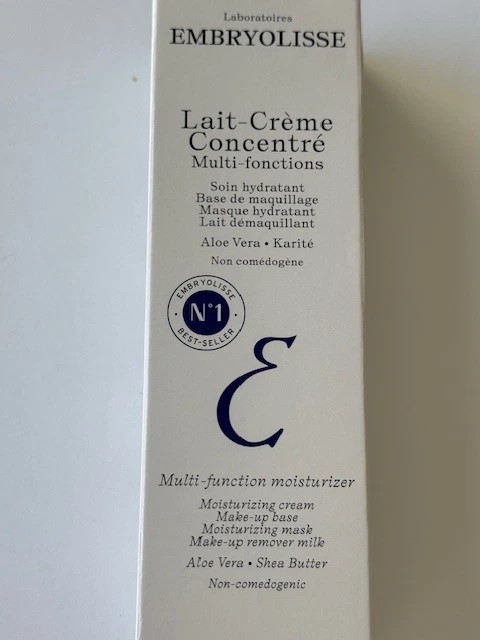 Laboratoires
EMBRYOLISSE
Lait-Crème
Concentré
Multi-fonctions
Soin hydratant
Base de maquillage
Masque hydratant
Lait démaquillant
Aloe Vera • Karité
Non comédogène
EMBRYOLISSE
N°1
BEST-SELLER
E
Multi-function moisturizer
Moisturizing cream
Make-up base
Moisturizing mask
Make-up remover milk
Aloe Vera • Shea Butter
Non-comedogenic